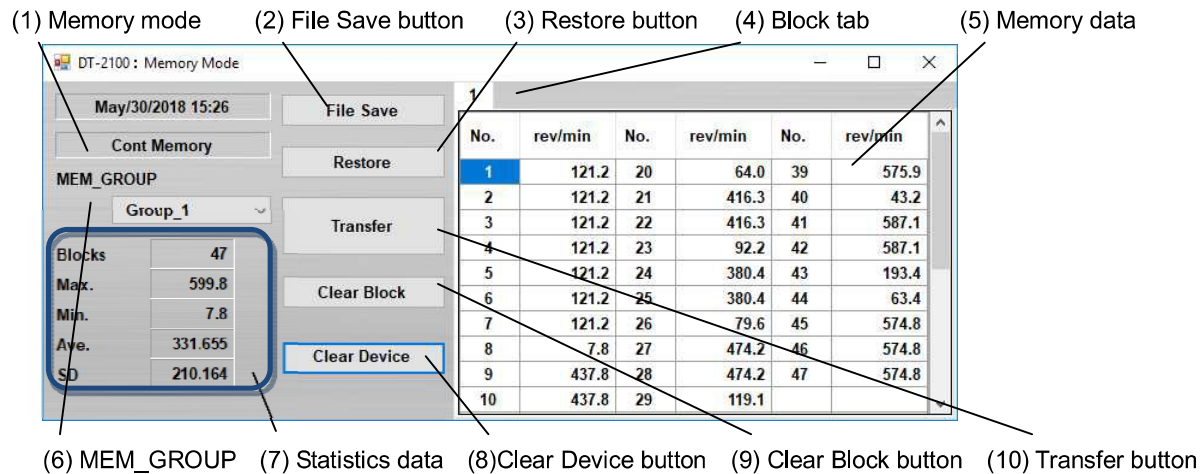 (1) Memory mode (2) File Save button (3) Restore button (4) Block tab (5) Memory data
DT-2100 : Memory Mode
May/30/2018 15:26
Cont Memory
MEM_GROUP
Group_1
Blocks 47
Max. 599.8
Min. 7.8
Ave. 331.655
SD 210.164
File Save
Restore
Transfer
Clear Block
Clear Device
1
No. rev/min No. rev/min No. rev/min
1 121.2 20 64.0 39 575.9
2 121.2 21 416.3 40 43.2
3 121.2 22 416.3 41 587.1
4 121.2 23 92.2 42 587.1
5 121.2 24 380.4 43 193.4
6 121.2 25 380.4 44 63.4
7 121.2 26 79.6 45 574.8
8 7.8 27 474.2 46 574.8
9 437.8 28 474.2 47 574.8
10 437.8 29 119.1
(6) MEM_GROUP (7) Statistics data (8)Clear Device button (9) Clear Block button (10) Transfer button